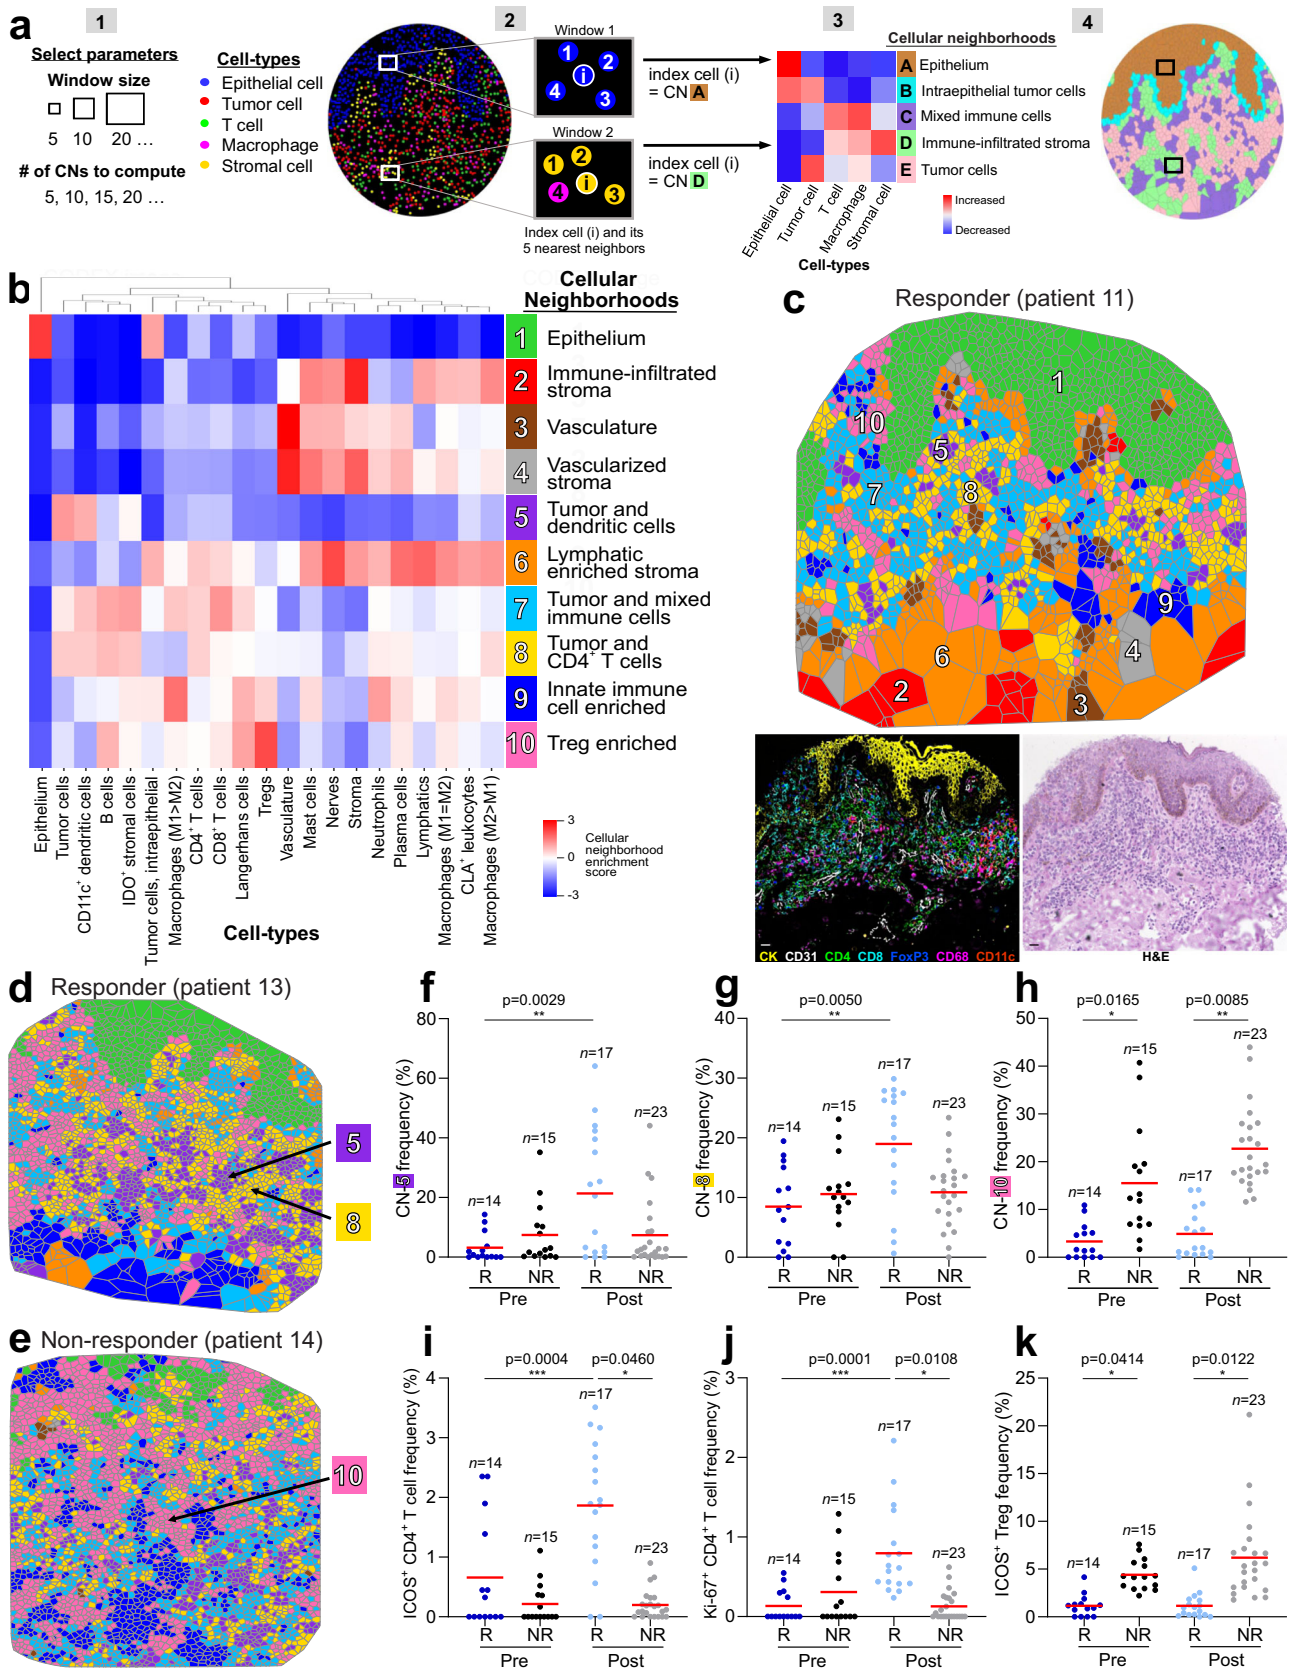 a
1
Select parameters
Window size
5 10 20 ...
# of CNs to compute
5, 10, 15, 20 ...
Cell-types
Epithelial cell
Tumor cell
T cell
Macrophage
Stromal cell
2
Window 1
1
2
i
4
3
Window 2
1
2
4
i
3
Index cell (i) and its
5 nearest neighbors
index cell (i)
= CN A
index cell (i)
= CN D
3
Cellular neighborhoods
A Epithelium
B Intraepithelial tumor cells
C Mixed immune cells
D Immune-infiltrated stroma
E Tumor cells
Epithelial cell
Tumor cell
T cell
Macrophage
Stromal cell
Cell-types
Increased
Decreased
4
b
Cellular
Neighborhoods
1 Epithelium
2 Immune-infiltrated
stroma
3 Vasculature
4 Vascularized
stroma
5 Tumor and
dendritic cells
6 Lymphatic
enriched stroma
7 Tumor and mixed
immune cells
8 Tumor and
CD4+ T cells
9 Innate immune
cell enriched
10 Treg enriched
Epithelium
Tumor cells
CD11c+ dendritic cells
B cells
IDO+ stromal cells
Tumor cells, intraepithelial
Macrophages (M1>M2)
CD4+ T cells
CD8+ T cells
Langerhans cells
Tregs
Vasculature
Mast cells
Nerves
Stroma
Neutrophils
Plasma cells
Lymphatics
Macrophages (M1=M2)
CLA+ leukocytes
Macrophages (M2>M1)
Cell-types
3
0
-3
Cellular
neighborhood
enrichment
score
c
Responder (patient 11)
1
10
5
7
8
9
6
4
2
3
CK CD31 CD4 CD8 FoxP3 CD68 CD11c
H&E
d
Responder (patient 13)
5
8
e
Non-responder (patient 14)
10
f
p=0.0029
**
CN-5 frequency (%)
80
60
40
20
0
n=14
n=15
n=17
n=23
R NR R NR
Pre Post
g
p=0.0050
**
CN-8 frequency (%)
40
30
20
10
0
n=14
n=15
n=17
n=23
R NR R NR
Pre Post
h
p=0.0165 p=0.0085
* **
CN-10 frequency (%)
50
40
30
20
10
0
n=14
n=15
n=17
n=23
R NR R NR
Pre Post
i
p=0.0004 p=0.0460
*** *
ICOS+ CD4+ T cell frequency (%)
4
3
2
1
0
n=14
n=15
n=17
n=23
R NR R NR
Pre Post
j
p=0.0001 p=0.0108
*** *
Ki-67+ CD4+ T cell frequency (%)
3
2
1
0
n=14
n=15
n=17
n=23
R NR R NR
Pre Post
k
p=0.0414 p=0.0122
* *
ICOS+ Treg frequency (%)
25
20
15
10
5
0
n=14
n=15
n=17
n=23
R NR R NR
Pre Post